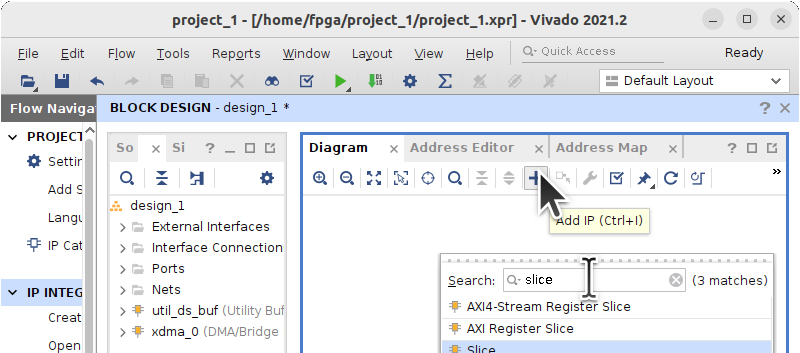 project_1 - [/home/fpga/project_1/project_1.xpr] - Vivado 2021.2
File Edit Flow Tools Reports Window Layout View Help Quick Access Ready
Default Layout
Flow Navigat
BLOCK DESIGN - design_1 *
PROJECT
Settin
Add S
Langu
IP Cat
IP INTEG
Creat
Open
So Si
design_1
External Interfaces
Interface Connection
Ports
Nets
util_ds_buf (Utility Buf
xdma_0 (DMA/Bridge
Diagram Address Editor Address Map
Add IP (Ctrl+I)
Search: slice (3 matches)
AXI4-Stream Register Slice
AXI Register Slice
Slice